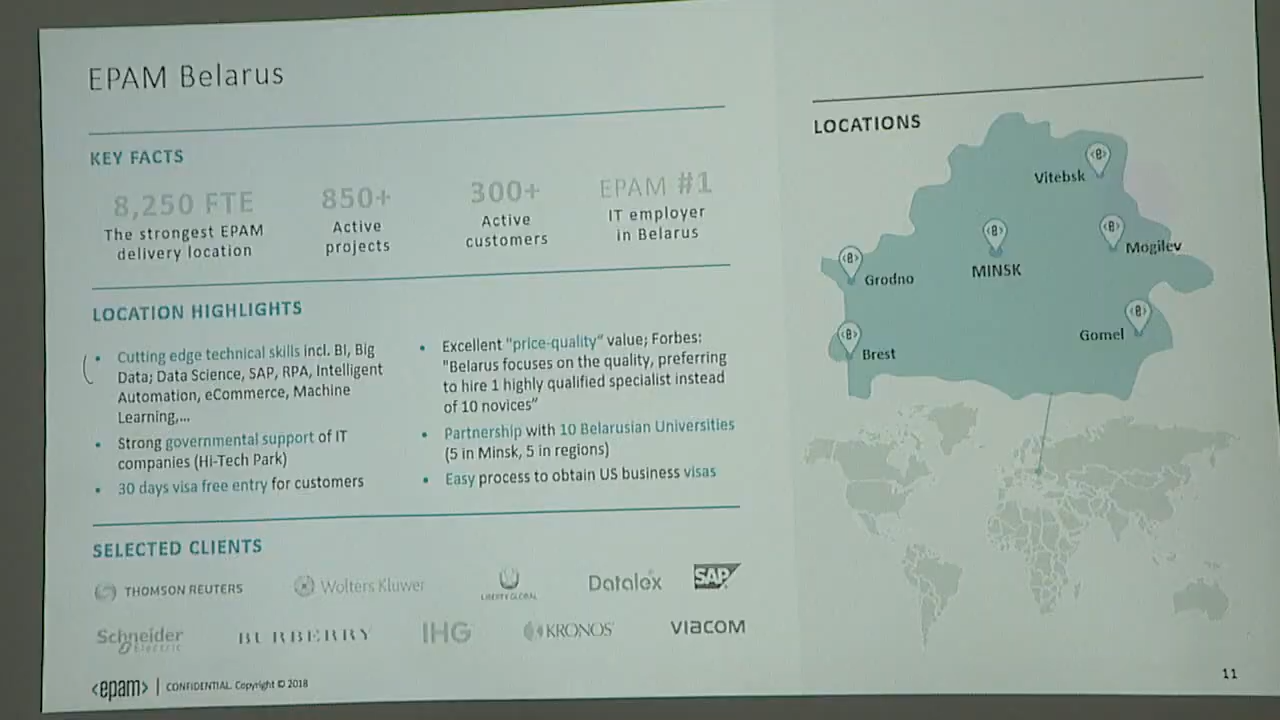 EPAM Belarus
KEY FACTS
8,250 FTE
The strongest EPAM
delivery location
850+
Active
projects
300+
Active
customers
EPAM #1
IT employer
in Belarus
LOCATION HIGHLIGHTS
• Cutting edge technical skills incl. BI, Big
Data; Data Science, SAP, RPA, Intelligent
Automation, eCommerce, Machine
Learning,...
• Strong governmental support of IT
companies (Hi-Tech Park)
• 30 days visa free entry for customers
• Excellent "price-quality" value; Forbes:
"Belarus focuses on the quality, preferring
to hire 1 highly qualified specialist instead
of 10 novices"
• Partnership with 10 Belarusian Universities
(5 in Minsk, 5 in regions)
• Easy process to obtain US business visas
SELECTED CLIENTS
THOMSON REUTERS
Wolters Kluwer
LIBERTY GLOBAL
Datalex
SAP
Schneider
Electric
BURBERRY
IHG
KRONOS
VIACOM
<epam> | CONFIDENTIAL. Copyright © 2018
LOCATIONS
Vitebsk
Mogilev
MINSK
Grodno
Gomel
Brest
11